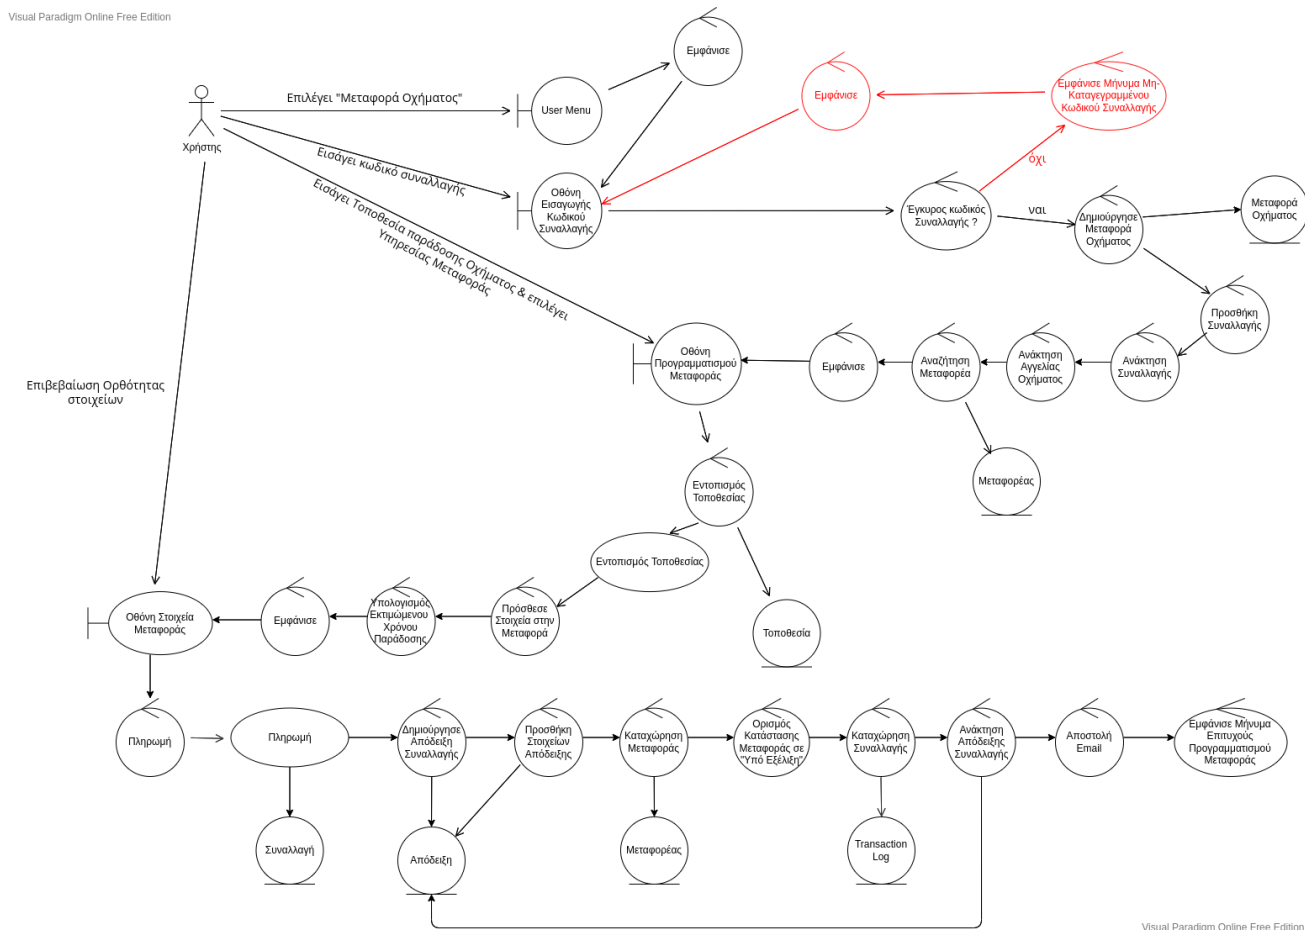 Visual Paradigm Online Free Edition
Εμφάνισε
Επιλέγει "Μεταφορά Οχήματος"
User Menu
Εμφάνισε
Εμφάνισε Μήνυμα Μη-
Καταγεγραμμένου
Κωδικού Συναλλαγής
Χρήστης
Εισάγει κωδικό συναλλαγής
όχι
Οθόνη
Εισαγωγής
Κωδικού
Συναλλαγής
Έγκυρος κωδικός
Συναλλαγής ?
ναι
Δημιούργησε
Μεταφορά
Οχήματος
Μεταφορά
Οχήματος
Εισάγει Τοποθεσία παράδοσης Οχήματος & επιλέγει
Υπηρεσίας Μεταφοράς
Προσθήκη
Συναλλαγής
Οθόνη
Προγραμματισμού
Μεταφοράς
Εμφάνισε
Αναζήτηση
Μεταφορέα
Ανάκτηση
Αγγελίας
Οχήματος
Ανάκτηση
Συναλλαγής
Επιβεβαίωση Ορθότητας
στοιχείων
Μεταφορέας
Εντοπισμός
Τοποθεσίας
Εντοπισμός Τοποθεσίας
Οθόνη Στοιχεία
Μεταφοράς
Εμφάνισε
Υπολογισμός
Εκτιμώμενου
Χρόνου
Παράδοσης
Πρόσθεσε
Στοιχεία στην
Μεταφορά
Τοποθεσία
Πληρωμή
Πληρωμή
Δημιούργησε
Απόδειξη
Συναλλαγής
Προσθήκη
Στοιχείων
Απόδειξης
Καταχώρηση
Μεταφοράς
Ορισμός
Κατάστασης
Μεταφοράς σε
"Υπό Εξέλιξη"
Καταχώρηση
Συναλλαγής
Ανάκτηση
Απόδειξης
Συναλλαγής
Αποστολή
Email
Εμφάνισε Μήνυμα
Επιτυχούς
Προγραμματισμού
Μεταφοράς
Συναλλαγή
Απόδειξη
Μεταφορέας
Transaction
Log
Visual Paradigm Online Free Edition